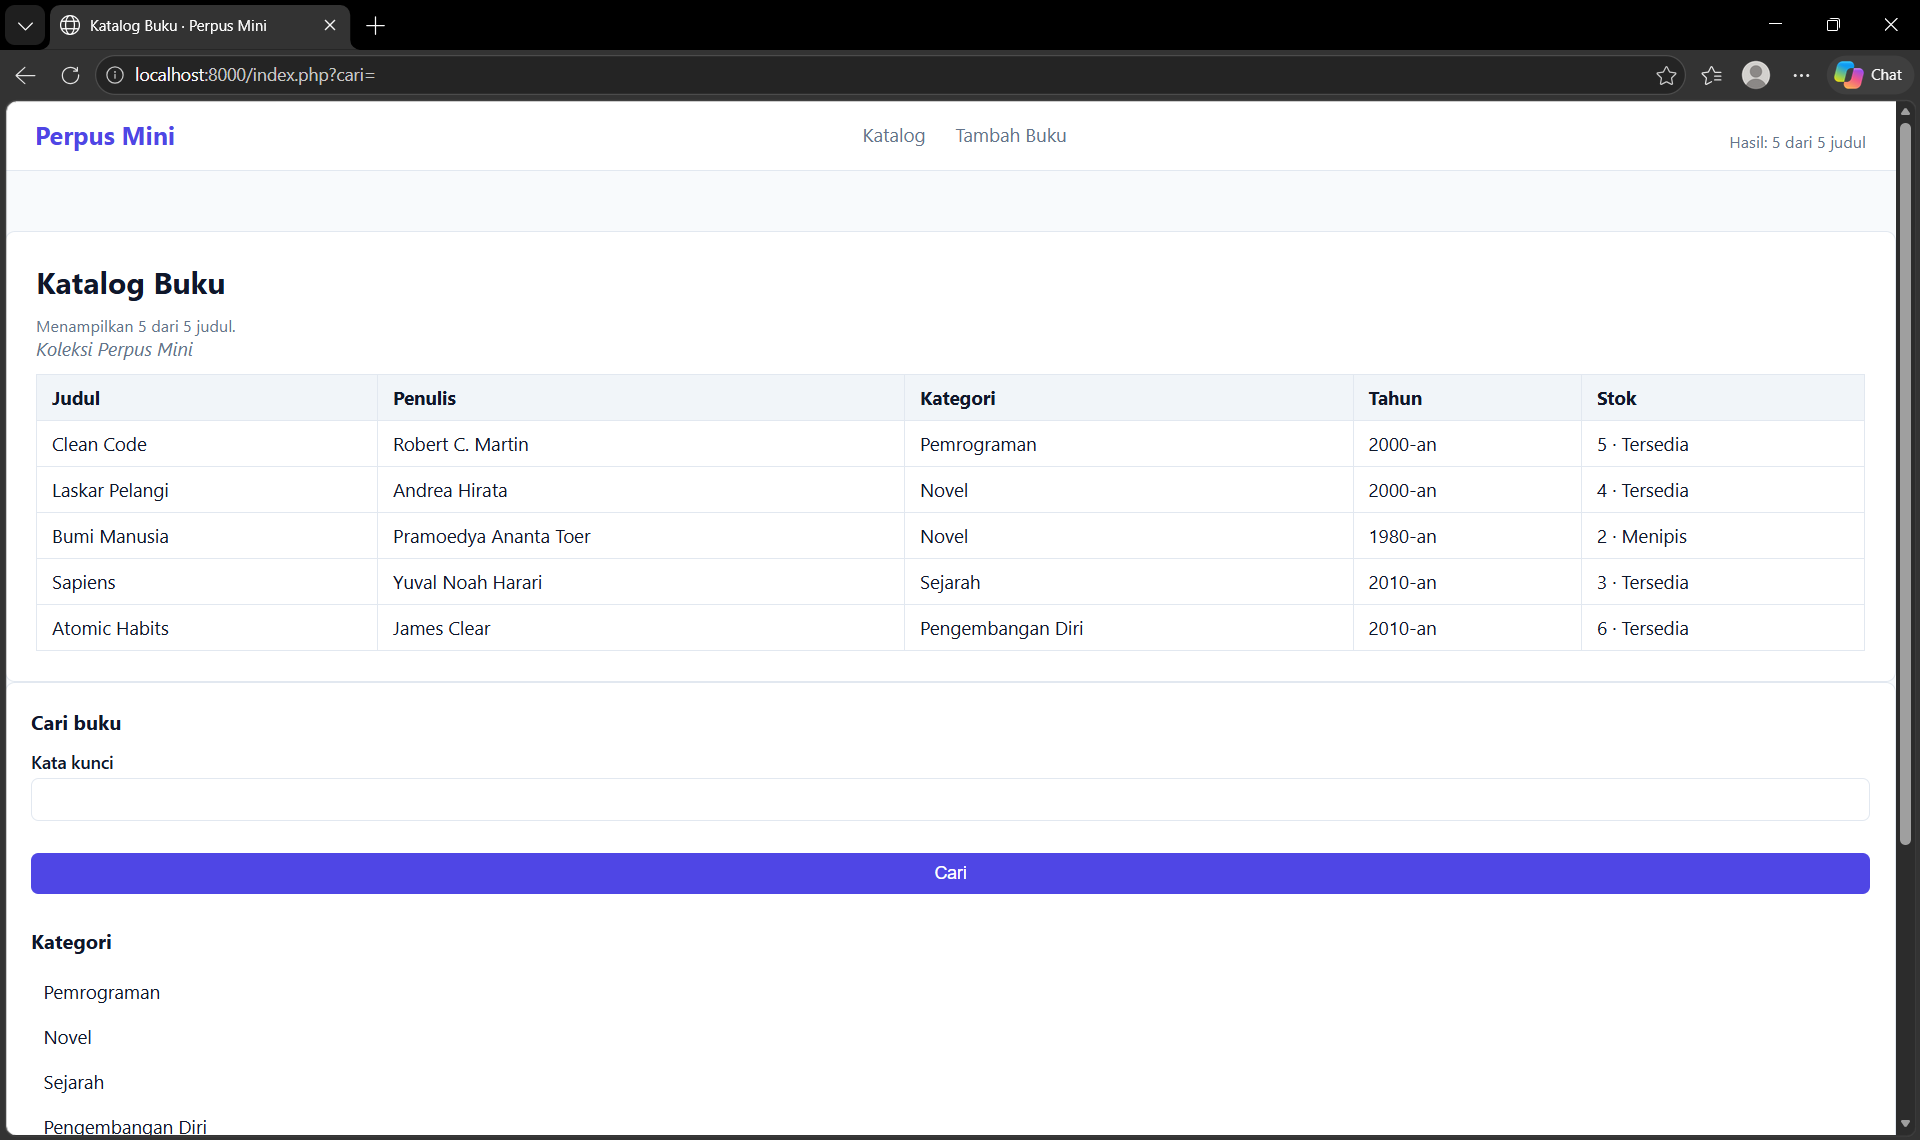 Katalog Buku · Perpus Mini
localhost:8000/index.php?cari=
Chat
Perpus Mini
Katalog Tambah Buku
Hasil: 5 dari 5 judul
Katalog Buku
Menampilkan 5 dari 5 judul.
Koleksi Perpus Mini
Judul Penulis Kategori Tahun Stok
Clean Code Robert C. Martin Pemrograman 2000-an 5 · Tersedia
Laskar Pelangi Andrea Hirata Novel 2000-an 4 · Tersedia
Bumi Manusia Pramoedya Ananta Toer Novel 1980-an 2 · Menipis
Sapiens Yuval Noah Harari Sejarah 2010-an 3 · Tersedia
Atomic Habits James Clear Pengembangan Diri 2010-an 6 · Tersedia
Cari buku
Kata kunci
Cari
Kategori
Pemrograman
Novel
Sejarah
Pengembangan Diri